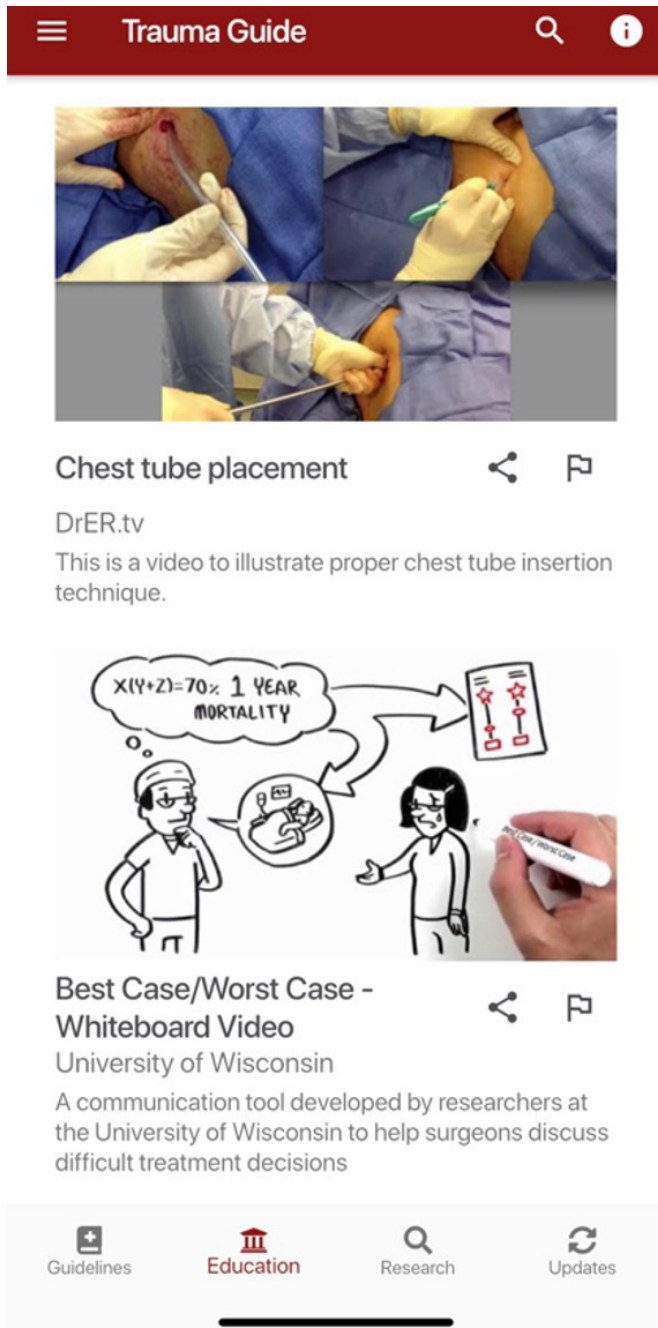 Trauma Guide
Chest tube placement
DrER.tv
This is a video to illustrate proper chest tube insertion
technique.
X(Y+Z)=70% 1 YEAR
MORTALITY
Best Case/Worst Case
Best Case/Worst Case -
Whiteboard Video
University of Wisconsin
A communication tool developed by researchers at
the University of Wisconsin to help surgeons discuss
difficult treatment decisions
Guidelines
Education
Research
Updates